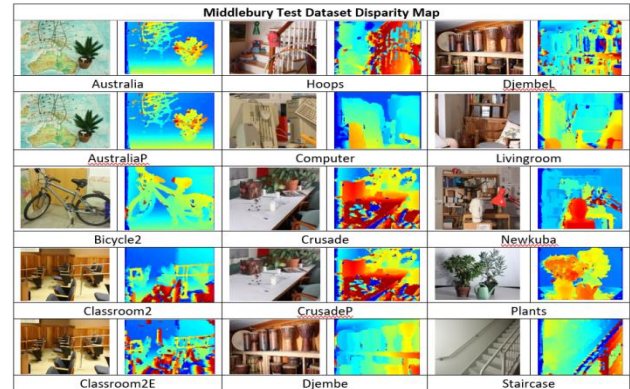 Middlebury Test Dataset Disparity Map
Australia Hoops DjembeL
AustraliaP Computer Livingroom
Bicycle2 Crusade Newkuba
Classroom2 CrusadeP Plants
Classroom2E Djembe Staircase